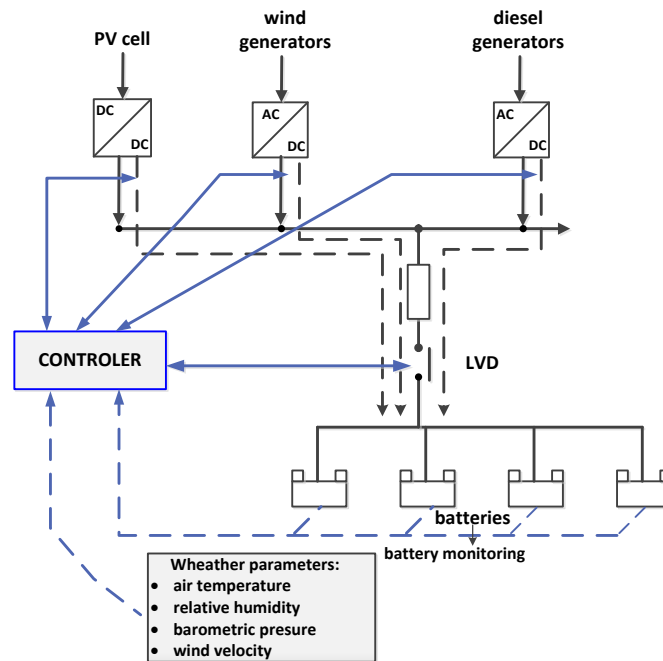 PV cell
wind
generators
diesel
generators
DC
DC
AC
DC
AC
DC
CONTROLER
LVD
batteries
battery monitoring
Wheather parameters:
• air temperature
• relative humidity
• barometric presure
• wind velocity